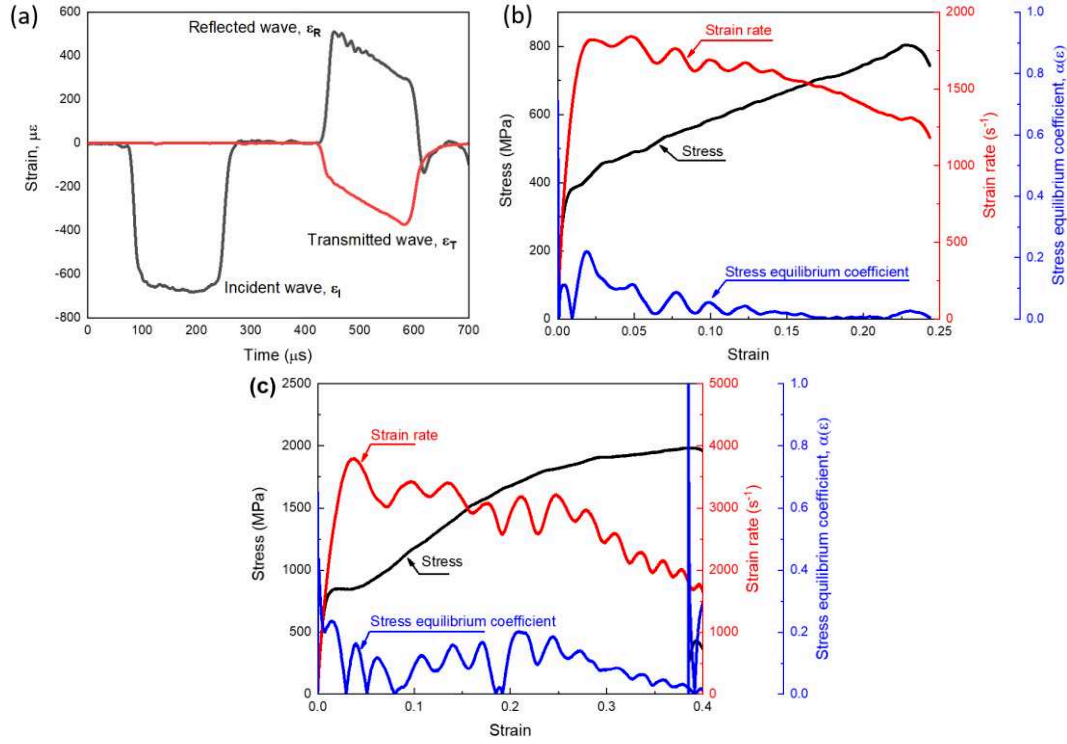 (a)
Reflected wave, εR
Transmitted wave, εT
Incident wave, εI
600
400
200
0
-200
-400
-600
-800
Strain, με
0 100 200 300 400 500 600 700
Time (μs)
(b)
Strain rate
Stress
Stress equilibrium coefficient
800
600
400
200
0
Stress (MPa)
2000
1500
1000
500
0
Strain rate (s⁻¹)
1.0
0.8
0.6
0.4
0.2
0.0
Stress equilibrium coefficient, α(ε)
0.00 0.05 0.10 0.15 0.20 0.25
Strain
(c)
Strain rate
Stress
Stress equilibrium coefficient
2500
2000
1500
1000
500
0
Stress (MPa)
5000
4000
3000
2000
1000
0
Strain rate (s⁻¹)
1.0
0.8
0.6
0.4
0.2
0.0
Stress equilibrium coefficient, α(ε)
0.0 0.1 0.2 0.3 0.4
Strain